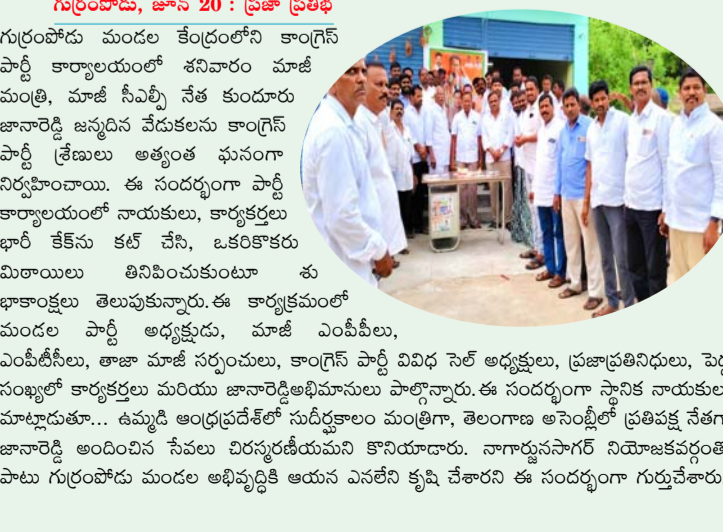 గుర్రంపోడు, జూన్ 20 : ప్రజా ప్రతిభ
గుర్రంపోడు మండల కేంద్రంలోని కాంగ్రెస్
పార్టీ కార్యాలయంలో శనివారం మాజీ
మంత్రి, మాజీ సీఎల్పీ నేత కుందూరు
జానారెడ్డి జన్మదిన వేడుకలను కాంగ్రెస్
పార్టీ శ్రేణులు అత్యంత ఘనంగా
నిర్వహించాయి. ఈ సందర్భంగా పార్టీ
కార్యాలయంలో నాయకులు, కార్యకర్తలు
భారీ కేక్‌ను కట్ చేసి, ఒకరికొకరు
మిఠాయిలు తినిపించుకుంటూ శు
భాకాంక్షలు తెలుపుకున్నారు.ఈ కార్యక్రమంలో
మండల పార్టీ అధ్యక్షుడు, మాజీ ఎంపీపీలు,
ఎంపీటీసీలు, తాజా మాజీ సర్పంచులు, కాంగ్రెస్ పార్టీ వివిధ సెల్ అధ్యక్షులు, ప్రజాప్రతినిధులు, పెద్ద
సంఖ్యలో కార్యకర్తలు మరియు జానారెడ్డిఅభిమానులు పాల్గొన్నారు.ఈ సందర్భంగా స్థానిక నాయకులు
మాట్లాడుతూ... ఉమ్మడి ఆంధ్రప్రదేశ్‌లో సుదీర్ఘకాలం మంత్రిగా, తెలంగాణ అసెంబ్లీలో ప్రతిపక్ష నేతగా
జానారెడ్డి అందించిన సేవలు చిరస్మరణీయమని కొనియాడారు. నాగార్జునసాగర్ నియోజకవర్గంతో
పాటు గుర్రంపోడు మండల అభివృద్ధికి ఆయన ఎనలేని కృషి చేశారని ఈ సందర్భంగా గుర్తుచేశారు